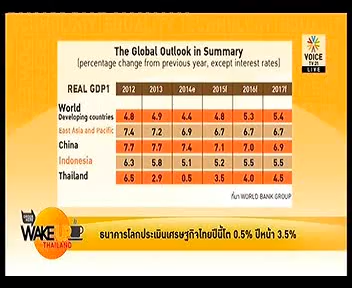 The Global Outlook in Summary
(percentage change from previous year, except interest rates)
VOICE
TV 21
LIVE
REAL GDP1 2012 2013 2014e 2015f 2016f 2017f
World
Developing countries 4.8 4.9 4.4 4.8 5.3 5.4
East Asia and Pacific 7.4 7.2 6.9 6.7 6.7 6.7
China 7.7 7.7 7.4 7.1 7.0 6.9
Indonesia 6.3 5.8 5.1 5.2 5.5 5.5
Thailand 6.5 2.9 0.5 3.5 4.0 4.5
ที่มา WORLD BANK GROUP
WAKE UP
THAILAND
ธนาคารโลกประเมินเศรษฐกิจไทยปีนี้โต 0.5% ปีหน้า 3.5%